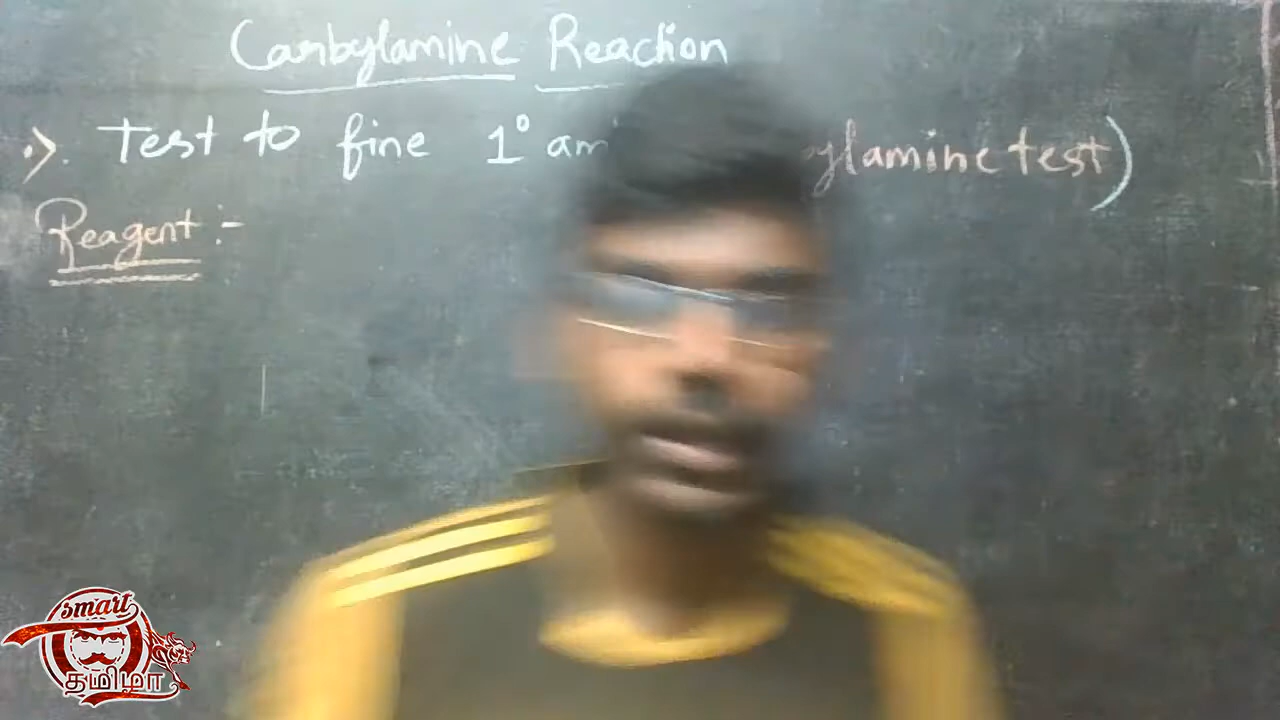 Carbylamine Reaction
Test to fine 1° am ylamine test)
Reagent :-
smart
தமிழா